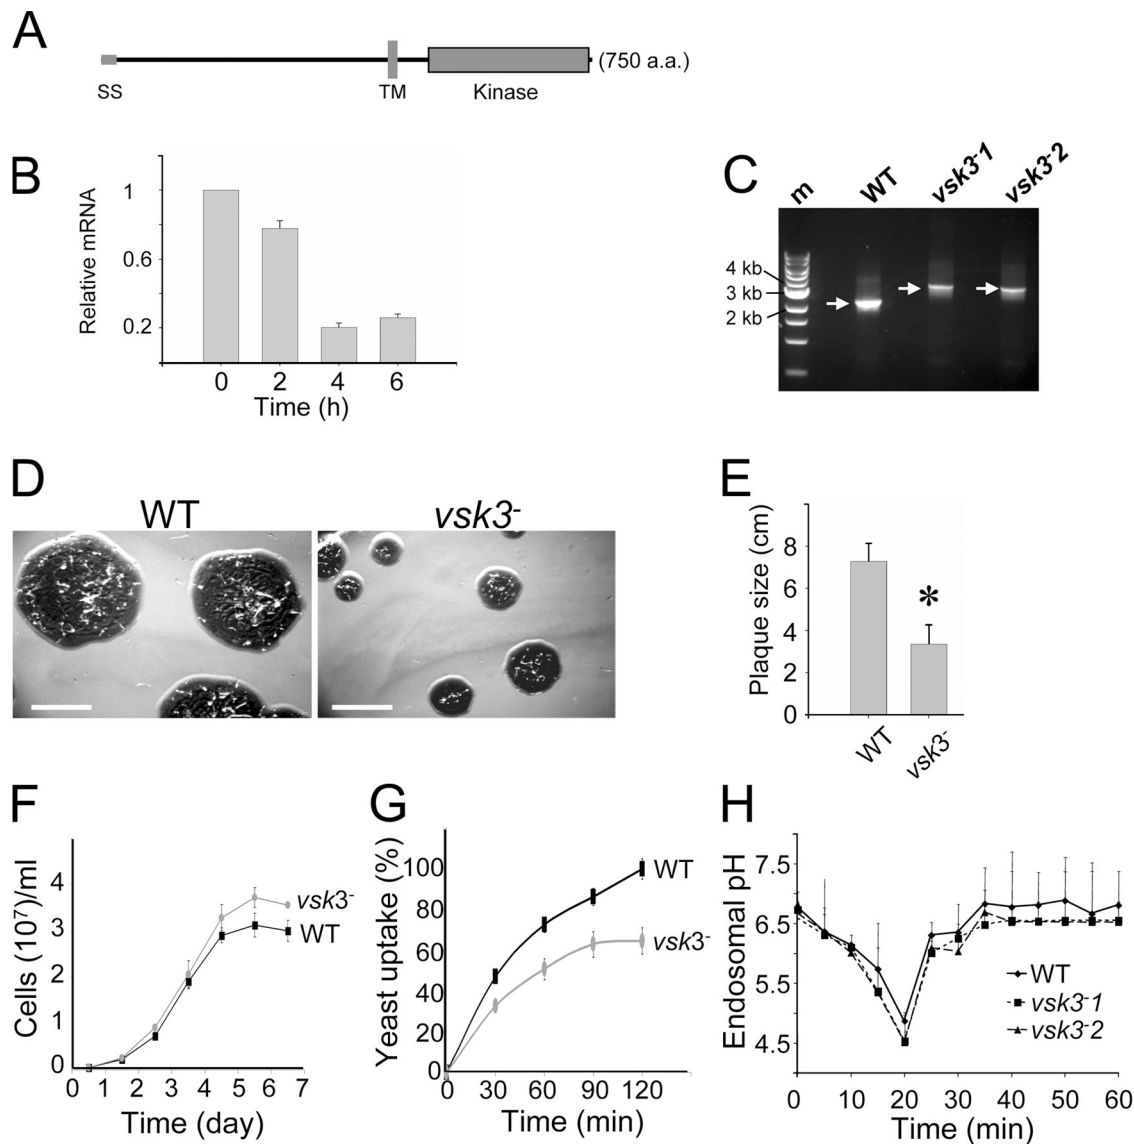 A
SS
TM
Kinase
(750 a.a.)
B
Relative mRNA
1
0.6
0.2
0
2
4
6
Time (h)
C
m
WT
vsk3-1
vsk3-2
4 kb
3 kb
2 kb
D
WT
vsk3-
E
Plaque size (cm)
8
6
4
2
0
*
WT
vsk3-
F
Cells (10⁷)/ml
4
3
2
1
0
vsk3-
WT
0 1 2 3 4 5 6 7
Time (day)
G
Yeast uptake (%)
100
80
60
40
20
0
WT
vsk3-
0 30 60 90 120
Time (min)
H
Endosomal pH
7.5
6.5
5.5
4.5
WT
vsk3-1
vsk3-2
0 10 20 30 40 50 60
Time (min)